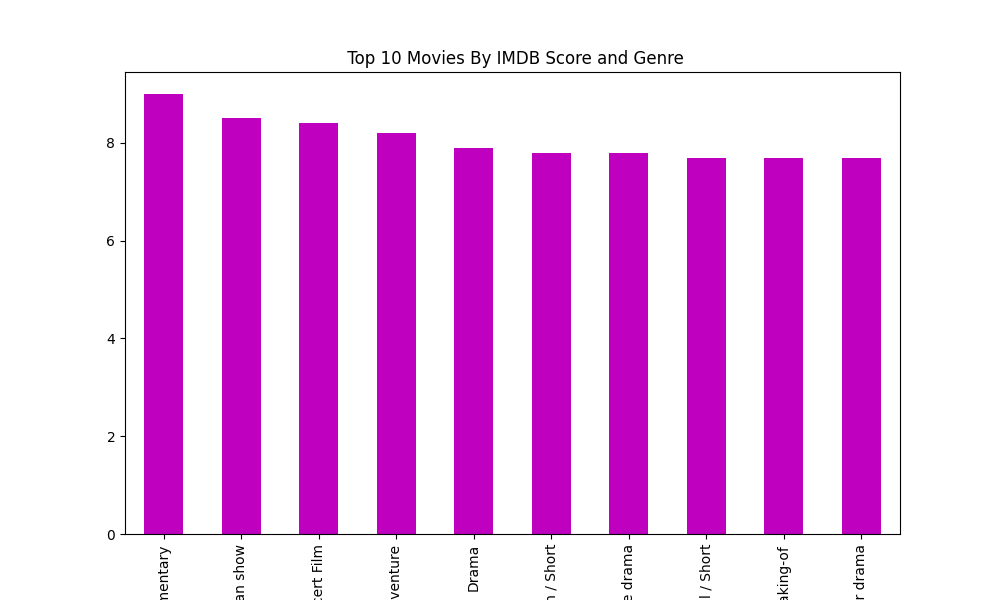 Top 10 Movies By IMDB Score and Genre
8
6
4
2
0
mentary
an show
cert Film
venture
Drama
n / Short
e drama
l / Short
aking-of
r drama